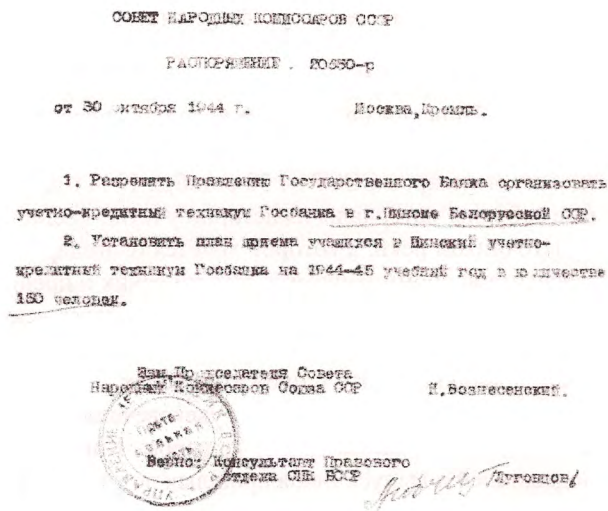 СОВЕТ НАРОДНЫХ КОМИССАРОВ СССР
РАСПОРЯЖЕНИЕ . 20650-р
от 30 октября 1944 г. Москва,Кремль.
1. Разрешить Правлению Государственного Банка организовать
учетно-кредитный техникум Госбанка в г.Пинске Белорусской ССР.
2. Установить план приема учащихся в Пинский учетно-
кредитный техникум Госбанка на 1944-45 учебный год в количестве
150 человек.
Зам.Председателя Совета
Народных Комиссаров Союза ССР Н.Вознесенский.
Верно: Консультант Правового
отдела СНК БССР
УПРАВЛЕНИЕ